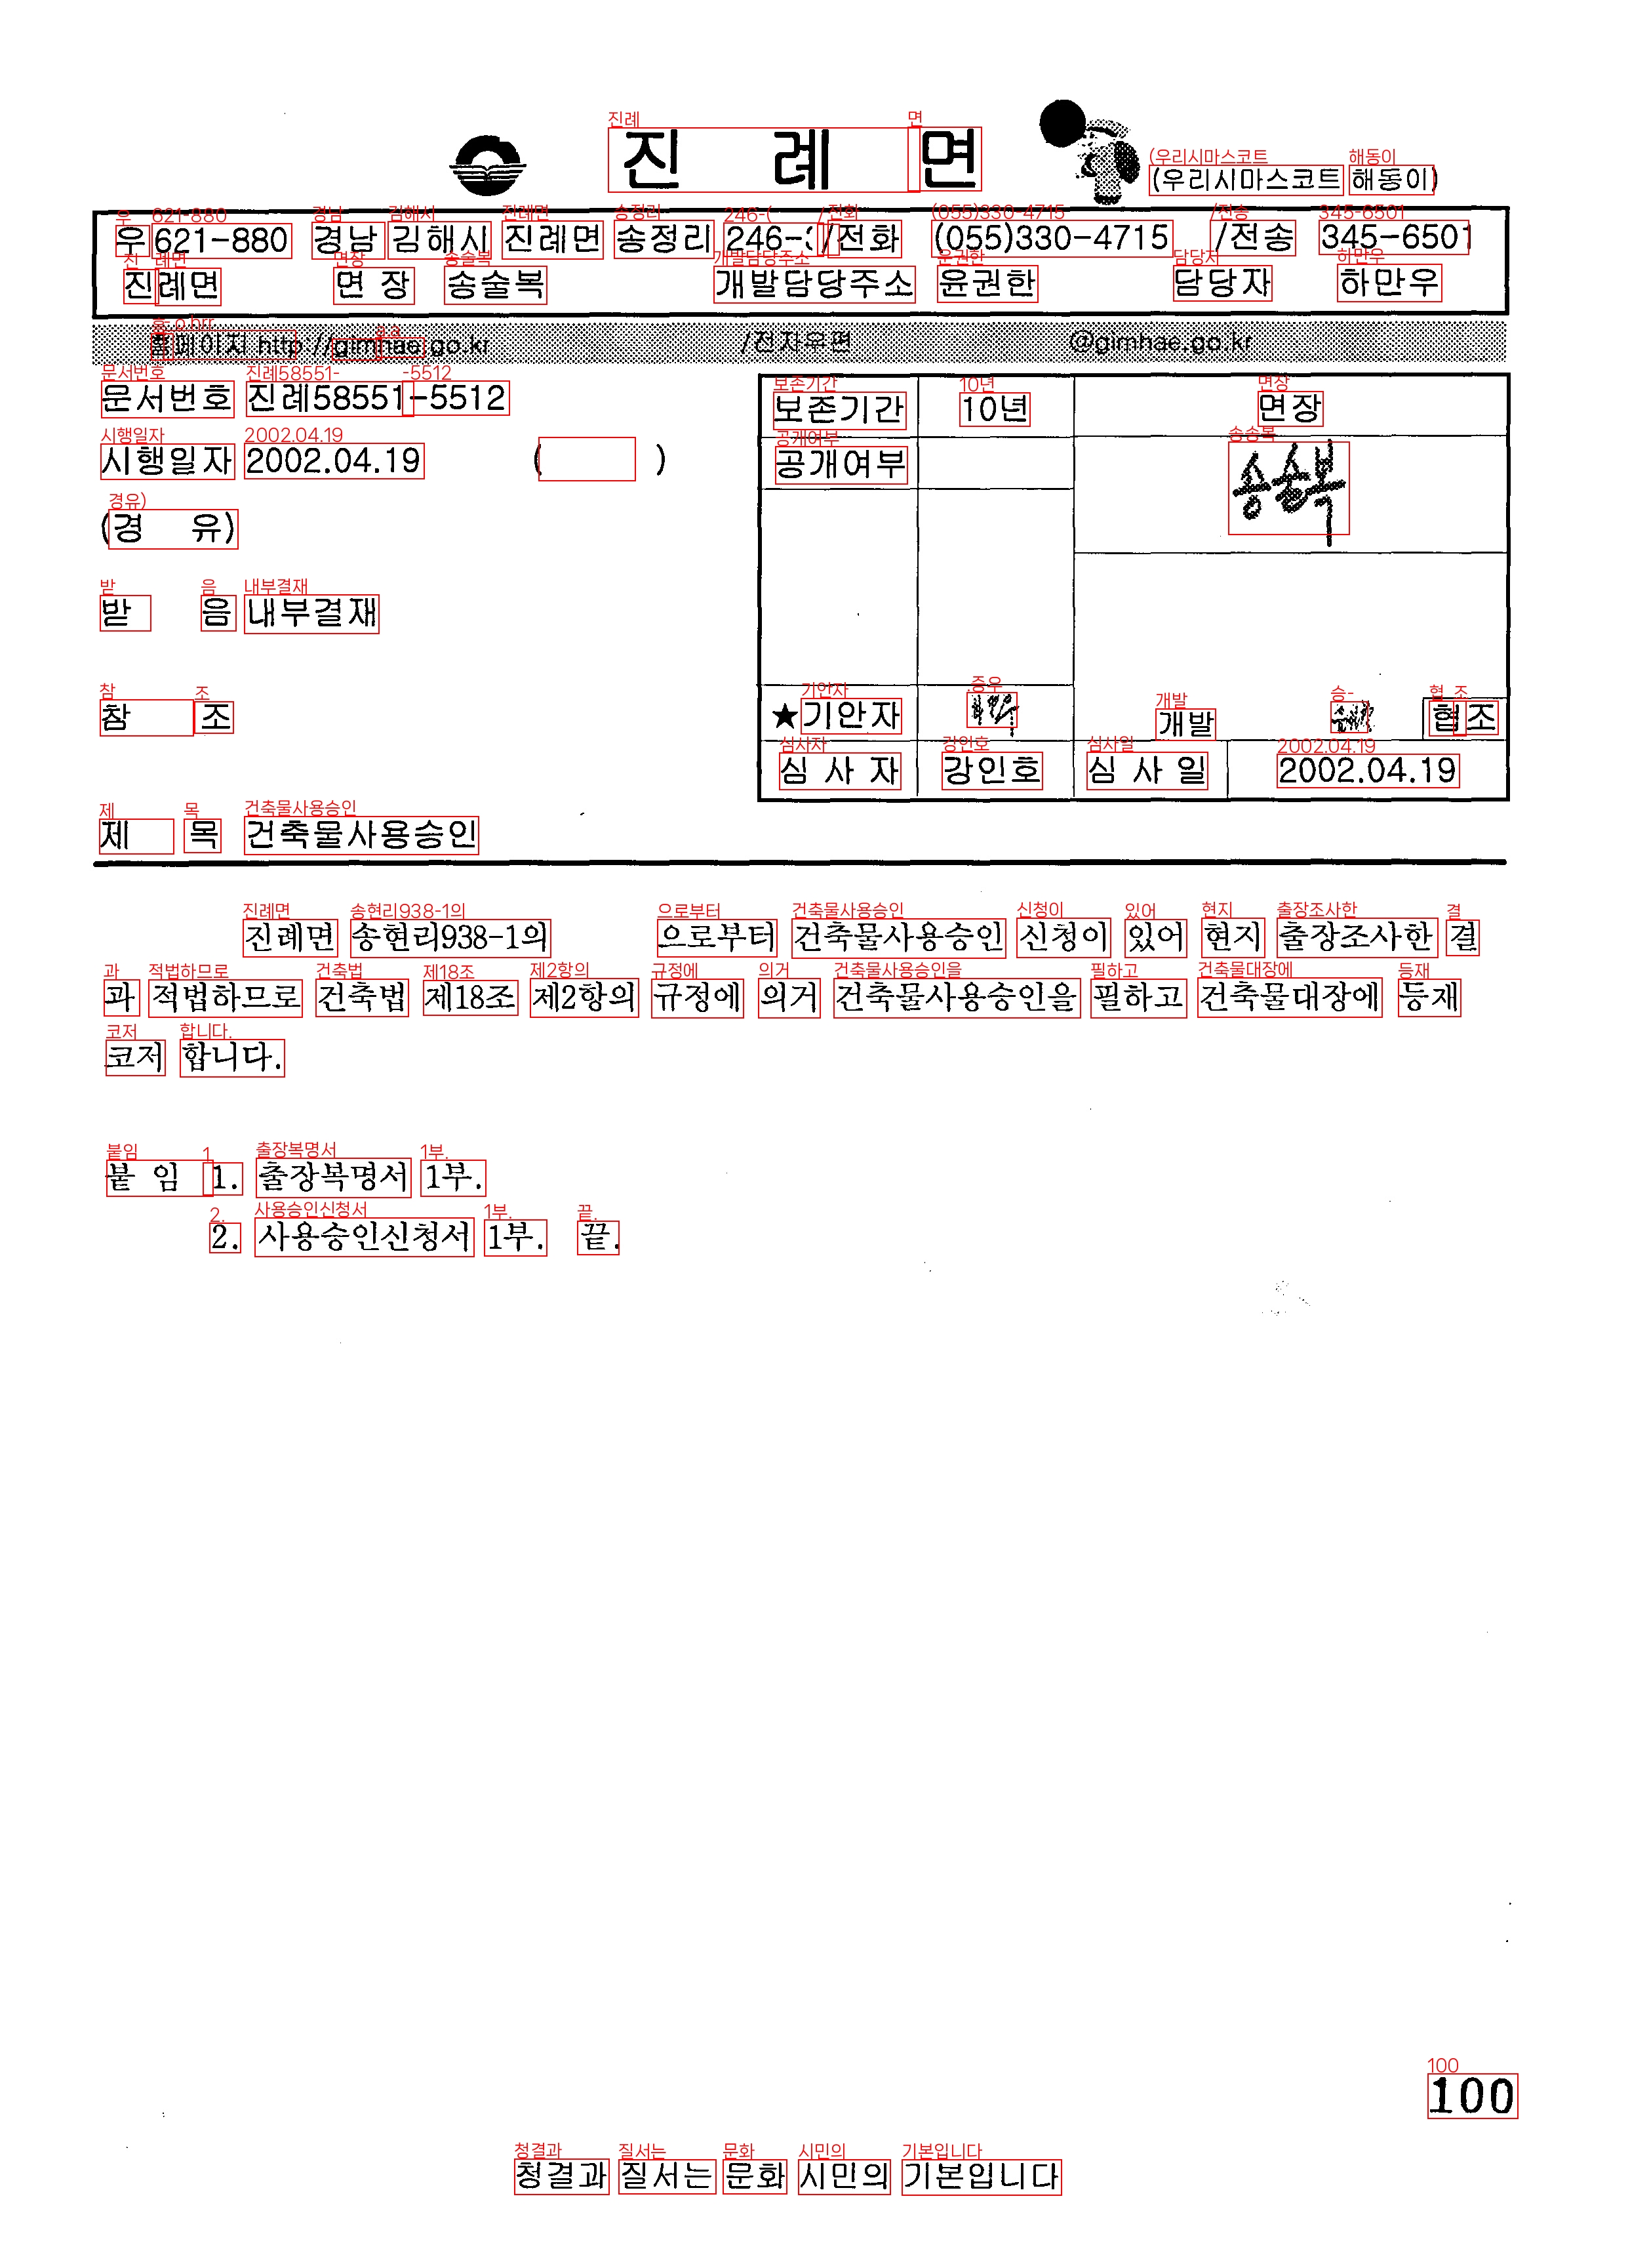 진 례 면
(우리시마스코트 해동이)
우 621-880 경남 김해시 진례면 송정리 246- /전화 (055)330-4715 /전송 345-6501
진례면 면 장 송술복 개발담당주소 윤권한 담당자 하만우
홈페이지 http://gimhae.go.kr /전자우편 @gimhae.go.kr
문서번호 진례58551-5512
시행일자 2002.04.19 ( )
(경 유)
받 음 내부결재
참 조
제 목 건축물사용승인
보존기간 10년 면장
공개여부 송술복
★기안자 개발 협조
심 사 자 강인호 심 사 일 2002.04.19
진례면 송현리938-1의 으로부터 건축물사용승인 신청이 있어 현지 출장조사한 결
과 적법하므로 건축법 제18조 제2항의 규정에 의거 건축물사용승인을 필하고 건축물대장에 등재
코저 합니다.
붙 임 1. 출장복명서 1부.
2. 사용승인신청서 1부. 끝.
100
청결과 질서는 문화 시민의 기본입니다